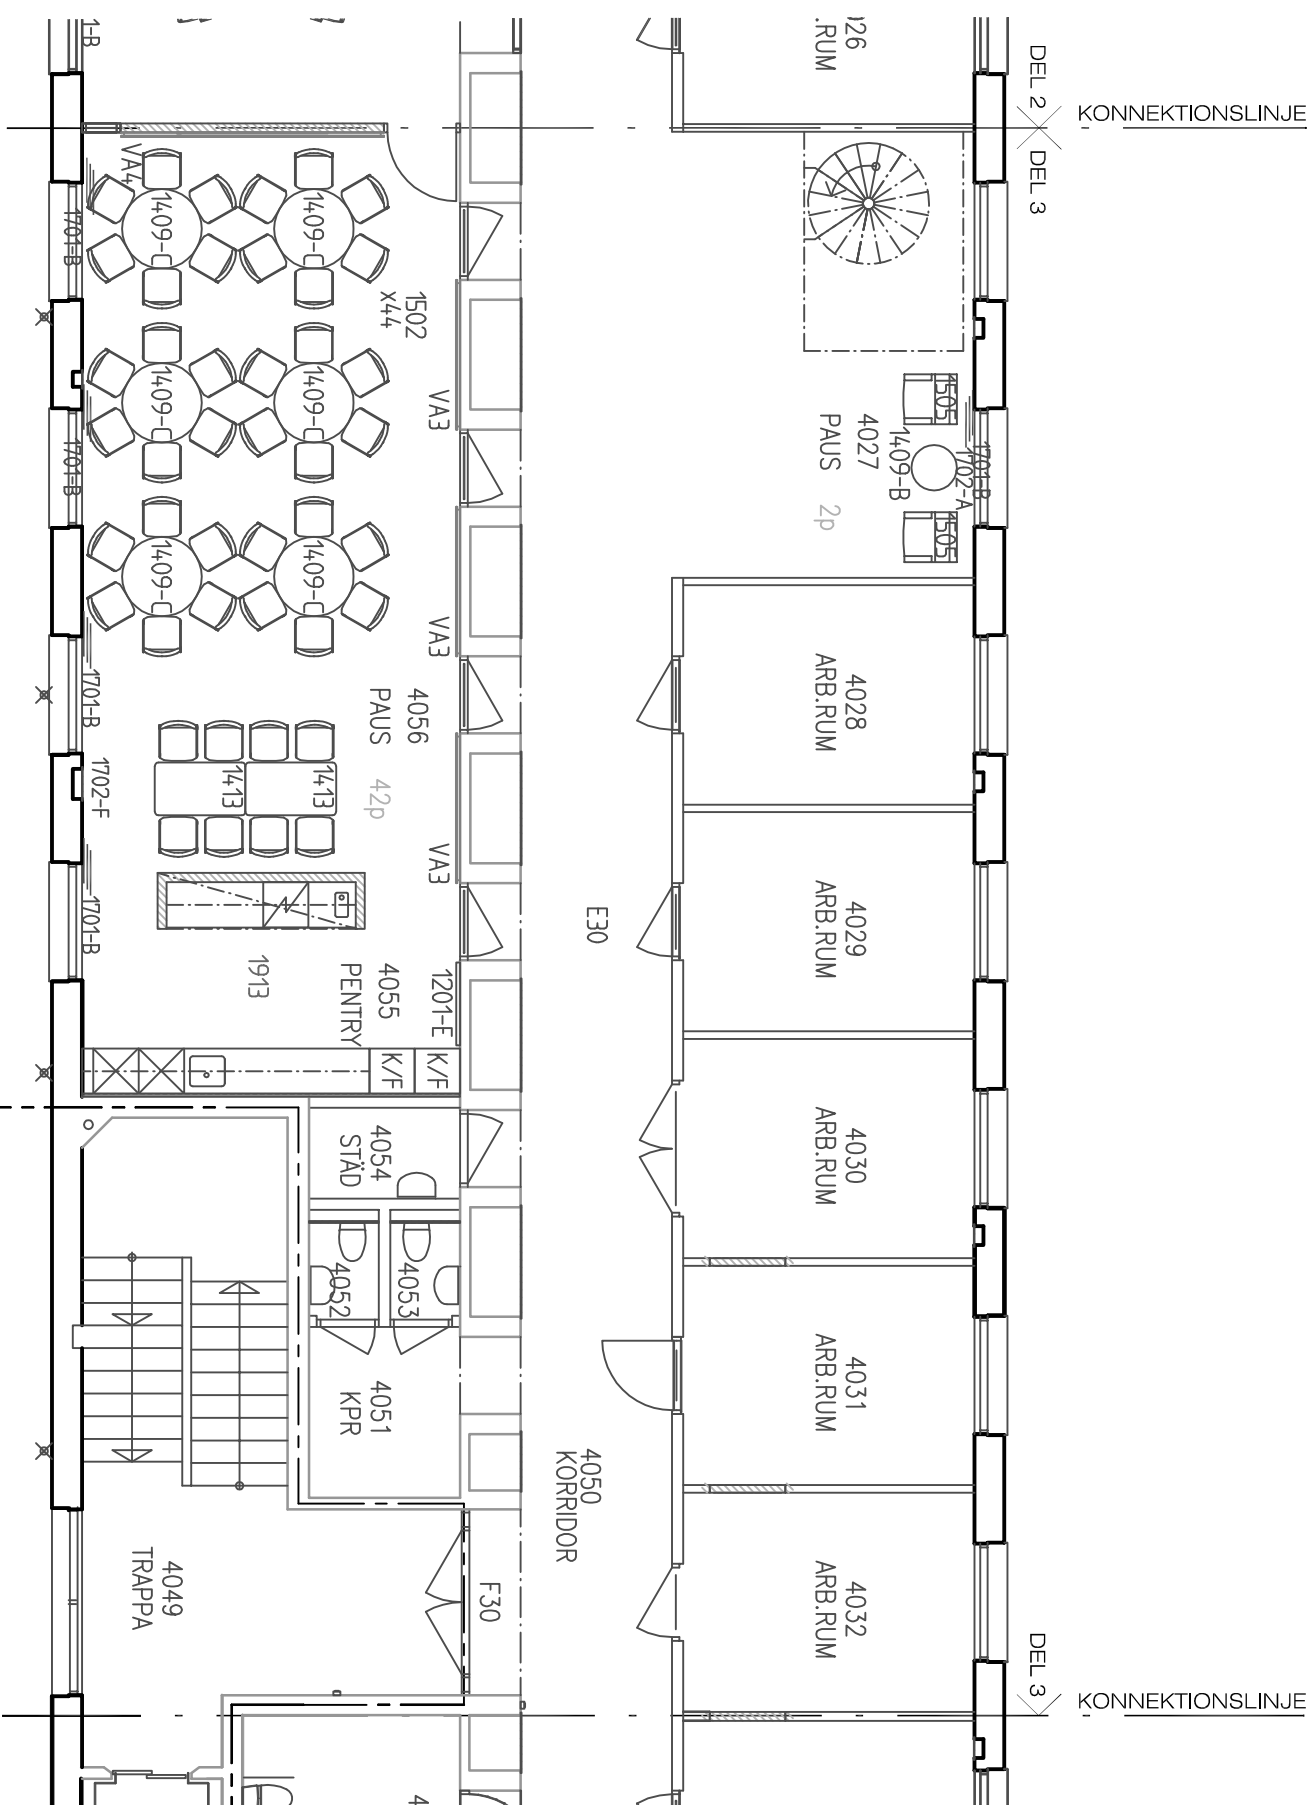 1-B
026
.RUM
DEL 2
KONNEKTIONSLINJE
DEL 3
VA4
1409-C
1409-C
1701-B
1502
x44
1409-C
1409-C
VA3
1701-B
1505
4027
PAUS
2p
1409-B
1701-B
1702-A
1505
1409-C
1409-C
VA3
1701-B
4056
PAUS
42p
4028
ARB.RUM
1702-F
1413
1413
VA3
1701-B
E30
4029
ARB.RUM
1913
4055
PENTRY
1201-E
K/F
K/F
4054
STÄD
4030
ARB.RUM
4052
4053
4051
KPR
4031
ARB.RUM
4050
KORRIDOR
4049
TRAPPA
F30
4032
ARB.RUM
DEL 3
KONNEKTIONSLINJE
4